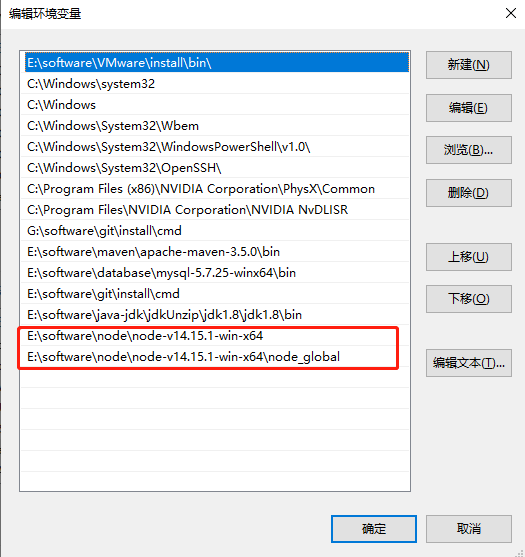 编辑环境变量
E:\software\VMware\install\bin\
C:\Windows\system32
C:\Windows
C:\Windows\System32\Wbem
C:\Windows\System32\WindowsPowerShell\v1.0\
C:\Windows\System32\OpenSSH\
C:\Program Files (x86)\NVIDIA Corporation\PhysX\Common
C:\Program Files\NVIDIA Corporation\NVIDIA NvDLISR
G:\software\git\install\cmd
E:\software\maven\apache-maven-3.5.0\bin
E:\software\database\mysql-5.7.25-winx64\bin
E:\software\git\install\cmd
E:\software\java-jdk\jdkUnzip\jdk1.8\jdk1.8\bin
E:\software\node\node-v14.15.1-win-x64
E:\software\node\node-v14.15.1-win-x64\node_global
新建(N)
编辑(E)
浏览(B)...
删除(D)
上移(U)
下移(O)
编辑文本(T)...
确定
取消